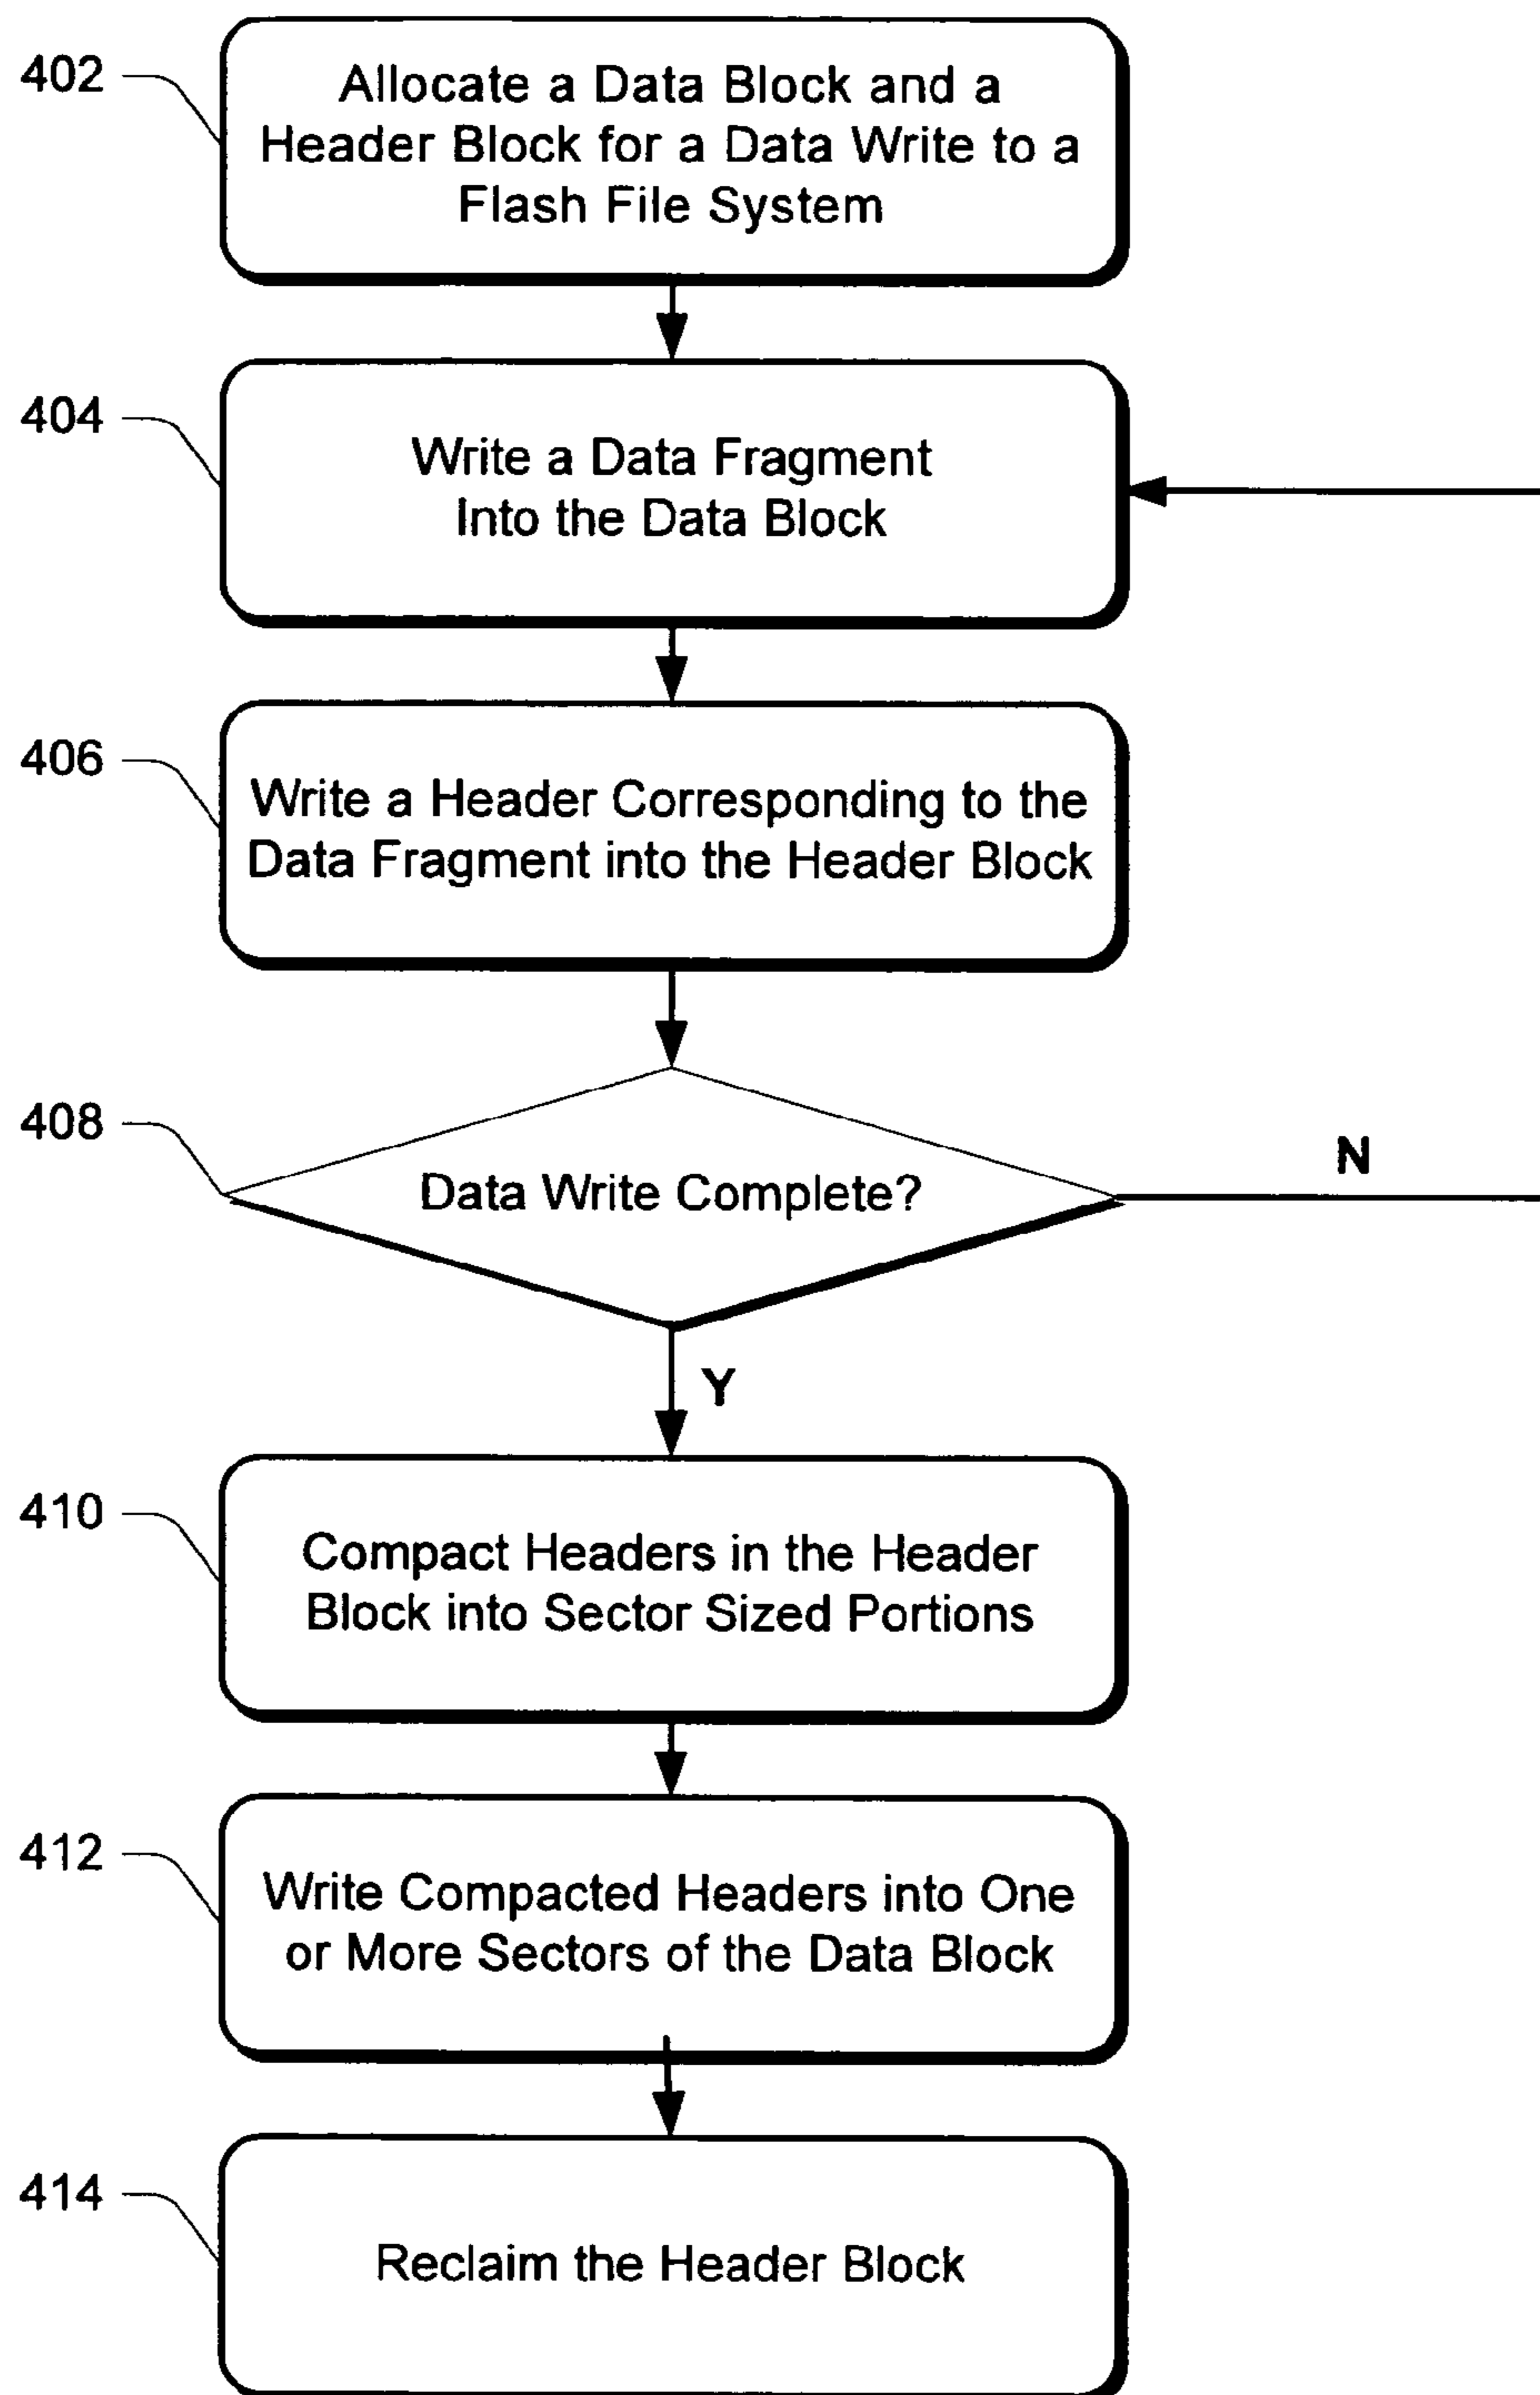 402
Allocate a Data Block and a
Header Block for a Data Write to a
Flash File System
404
Write a Data Fragment
Into the Data Block
406
Write a Header Corresponding to the
Data Fragment into the Header Block
408
Data Write Complete?
N
Y
410
Compact Headers in the Header
Block into Sector Sized Portions
412
Write Compacted Headers into One
or More Sectors of the Data Block
414
Reclaim the Header Block